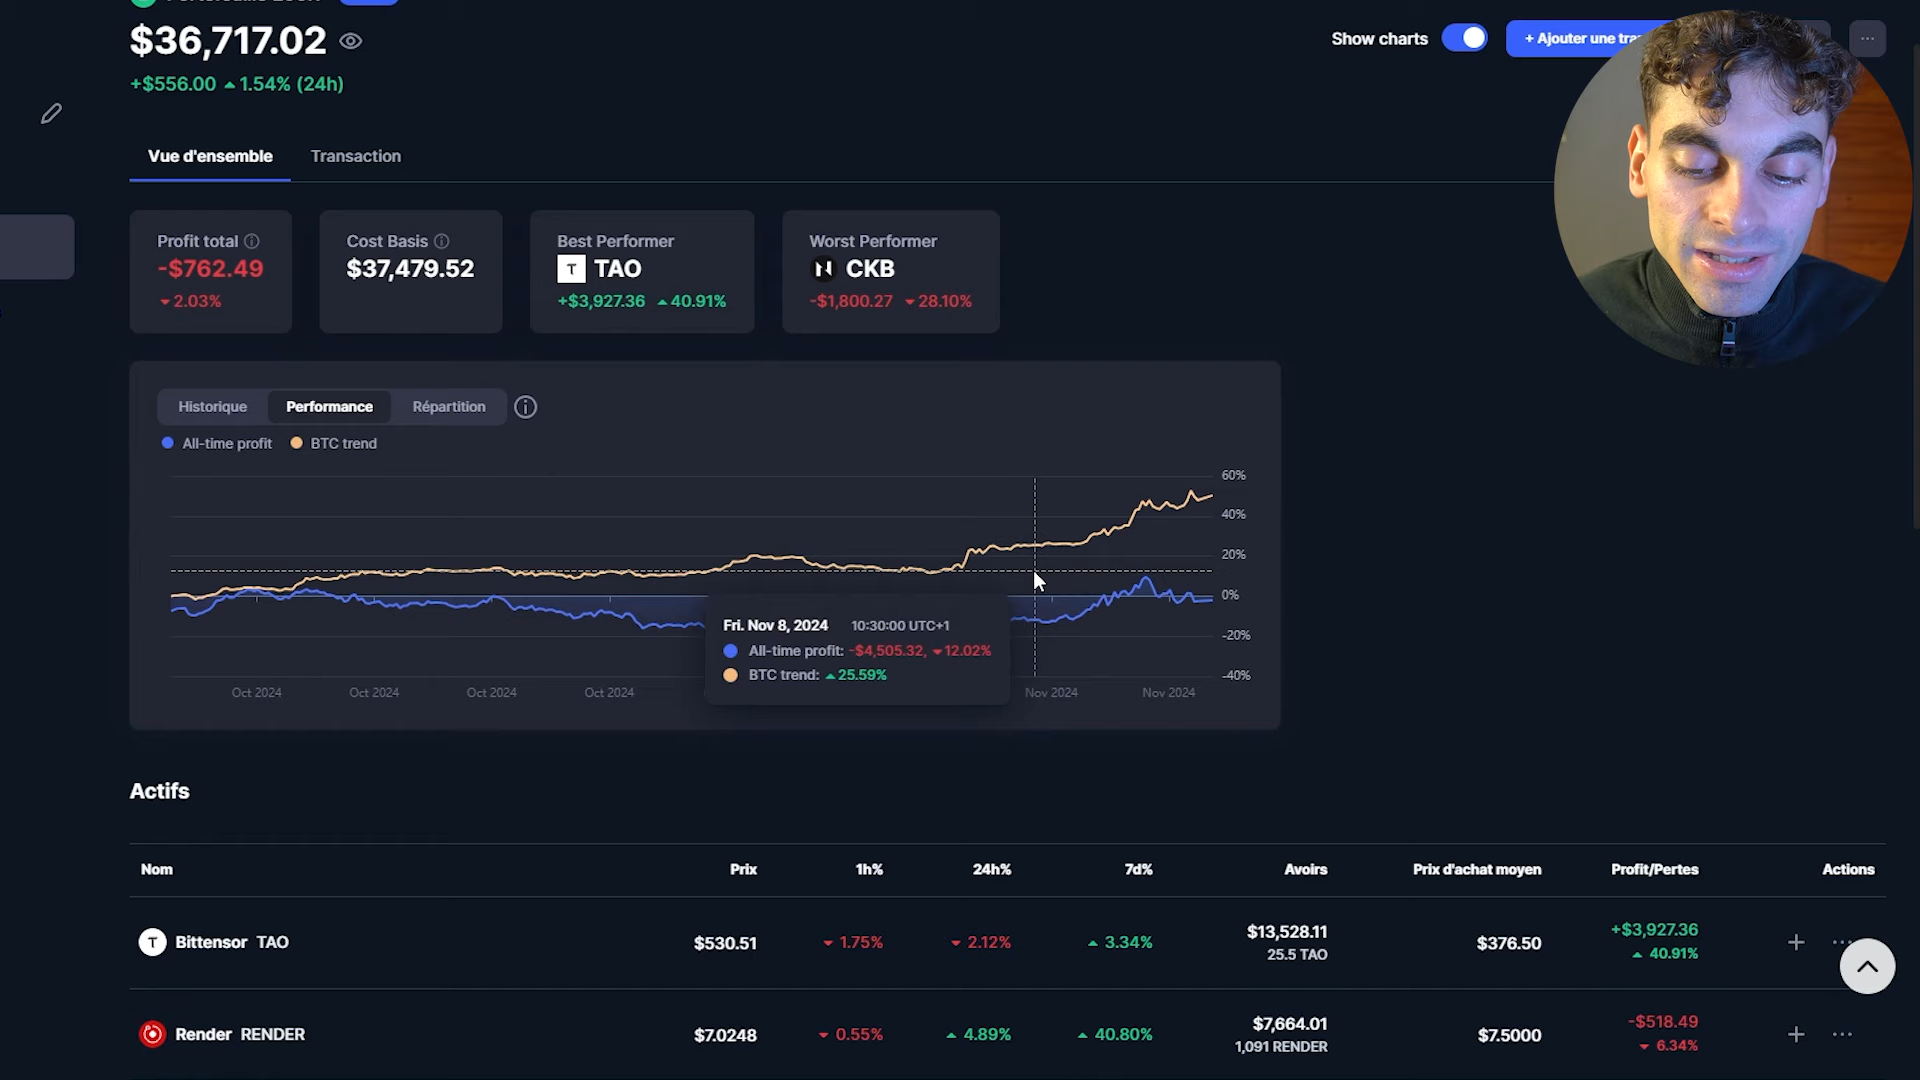 $36,717.02
+$556.00 1.54% (24h)
Show charts
+ Ajouter une tra
Vue d'ensemble
Transaction
Profit total
-$762.49
2.03%
Cost Basis
$37,479.52
Best Performer
T TAO
+$3,927.36 40.91%
Worst Performer
CKB
-$1,800.27 28.10%
Historique
Performance
Répartition
All-time profit
BTC trend
60%
40%
20%
0%
-20%
-40%
Fri. Nov 8, 2024 10:30:00 UTC+1
All-time profit: -$4,505.32, 12.02%
BTC trend: 25.59%
Oct 2024
Oct 2024
Oct 2024
Oct 2024
Nov 2024
Nov 2024
Actifs
Nom Prix 1h% 24h% 7d% Avoirs Prix d'achat moyen Profit/Pertes Actions
T Bittensor TAO $530.51 1.75% 2.12% 3.34% $13,528.11 $376.50 +$3,927.36
25.5 TAO 40.91%
Render RENDER $7.0248 0.55% 4.89% 40.80% $7,664.01 $7.5000 -$518.49
1,091 RENDER 6.34%